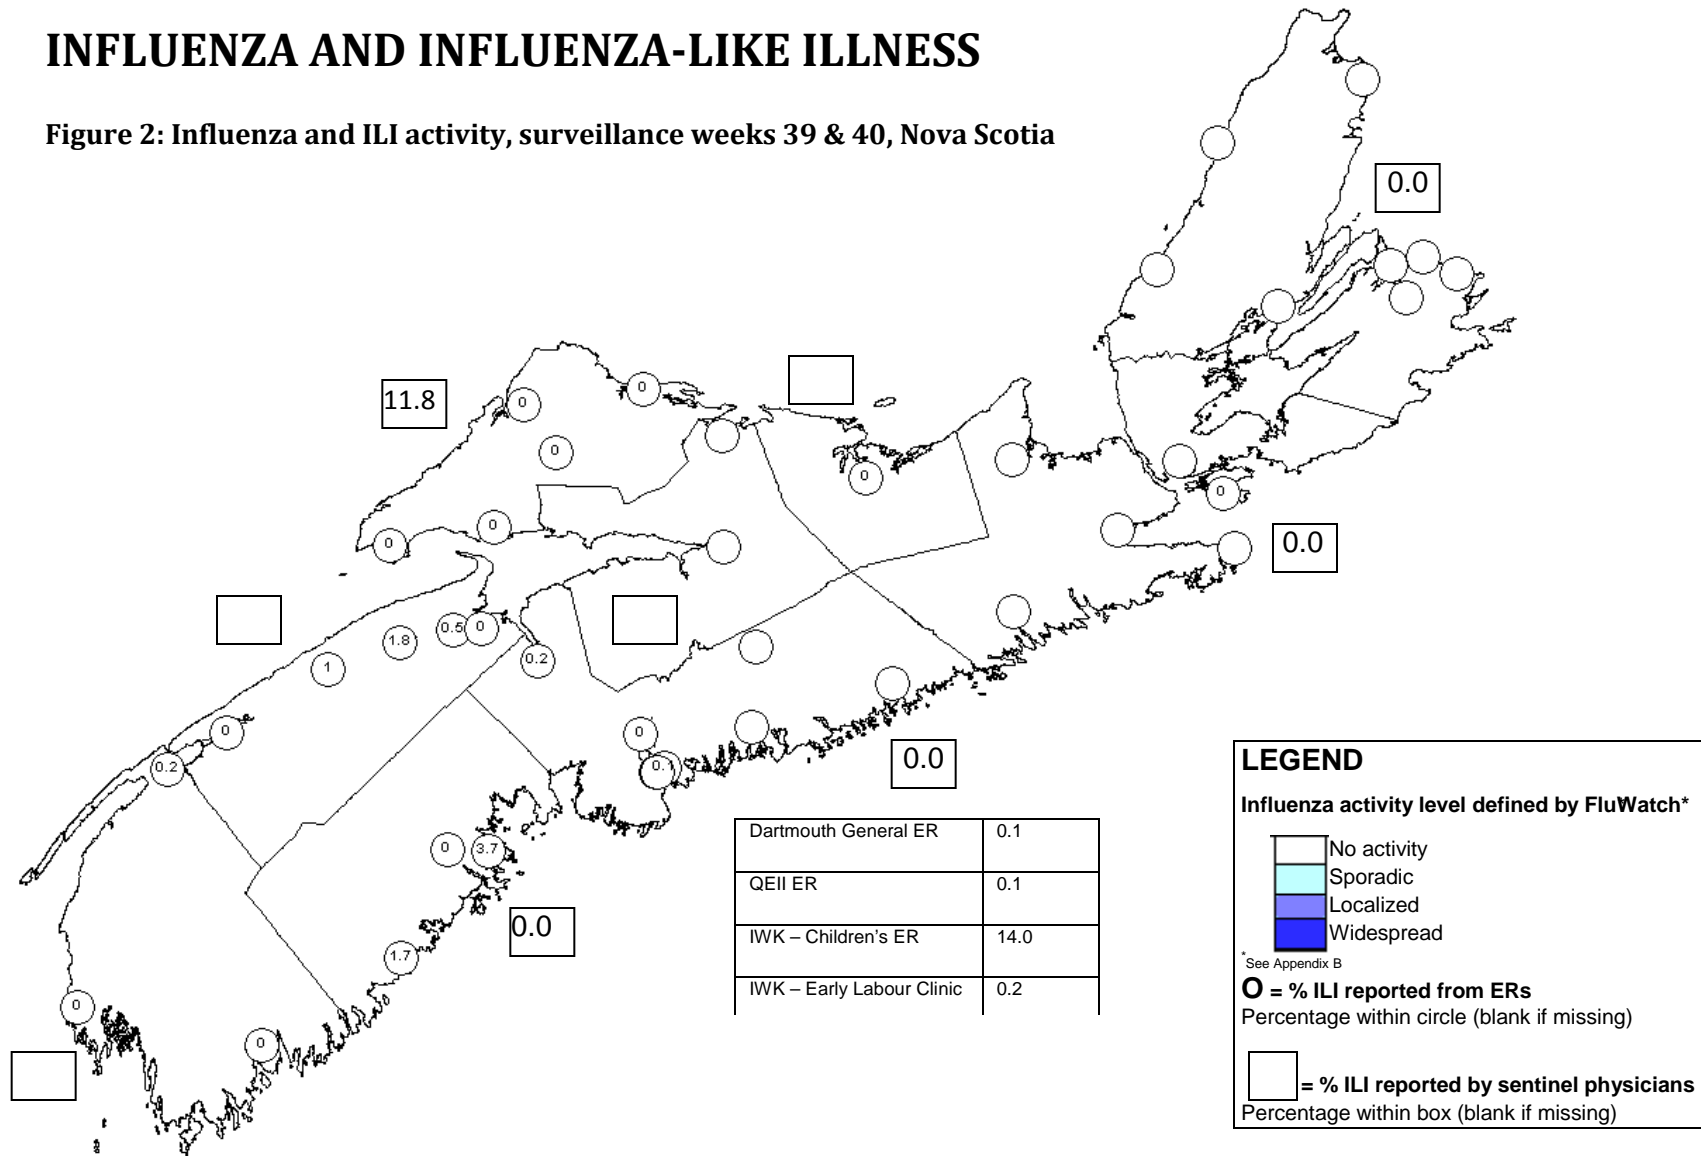 INFLUENZA AND INFLUENZA-LIKE ILLNESS
Figure 2: Influenza and ILI activity, surveillance weeks 39 & 40, Nova Scotia
0.0
11.8
0
0
0
0
0
0
0
0.0
1.8
0.5
0
0.2
1
0
0.2
0
0.1
0.0
0
3.7
0.0
1.7
0
0
Dartmouth General ER 0.1
QEII ER 0.1
IWK – Children's ER 14.0
IWK – Early Labour Clinic 0.2
LEGEND
Influenza activity level defined by FluWatch*
No activity
Sporadic
Localized
Widespread
*See Appendix B
O = % ILI reported from ERs
Percentage within circle (blank if missing)
= % ILI reported by sentinel physicians
Percentage within box (blank if missing)